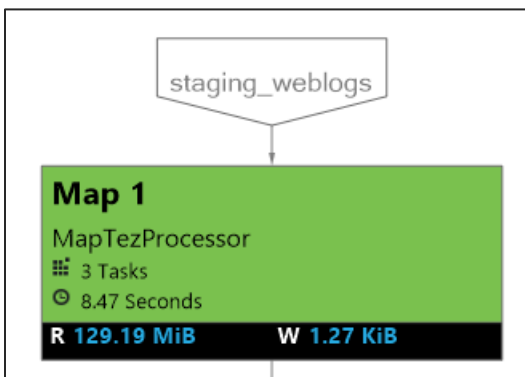 staging_weblogs
Map 1
MapTezProcessor
3 Tasks
8.47 Seconds
R 129.19 MiB W 1.27 KiB